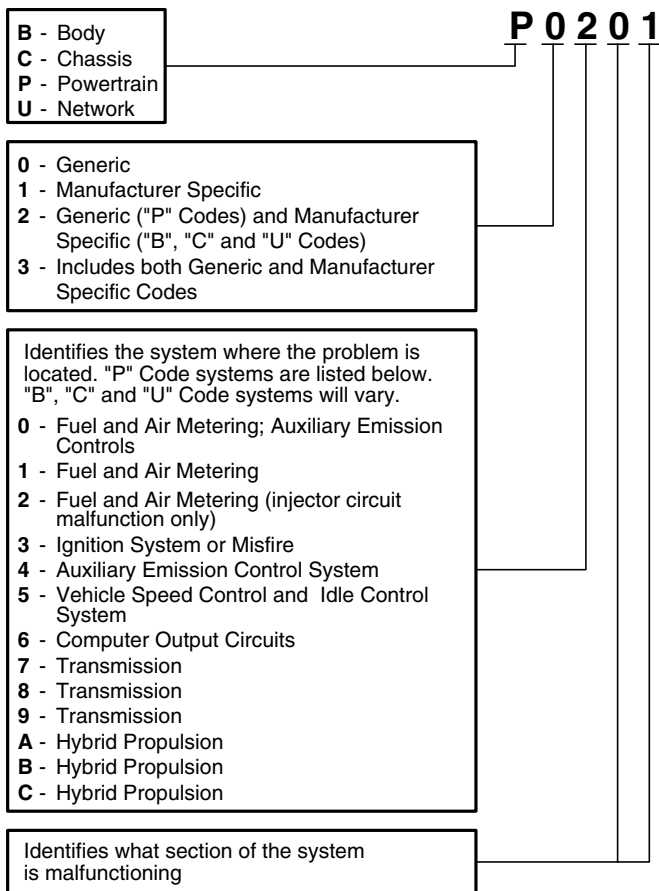 P 0 2 0 1
B - Body
C - Chassis
P - Powertrain
U - Network
0 - Generic
1 - Manufacturer Specific
2 - Generic ("P" Codes) and Manufacturer
Specific ("B", "C" and "U" Codes)
3 - Includes both Generic and Manufacturer
Specific Codes
Identifies the system where the problem is
located. "P" Code systems are listed below.
"B", "C" and "U" Code systems will vary.
0 - Fuel and Air Metering; Auxiliary Emission
Controls
1 - Fuel and Air Metering
2 - Fuel and Air Metering (injector circuit
malfunction only)
3 - Ignition System or Misfire
4 - Auxiliary Emission Control System
5 - Vehicle Speed Control and Idle Control
System
6 - Computer Output Circuits
7 - Transmission
8 - Transmission
9 - Transmission
A - Hybrid Propulsion
B - Hybrid Propulsion
C - Hybrid Propulsion
Identifies what section of the system
is malfunctioning